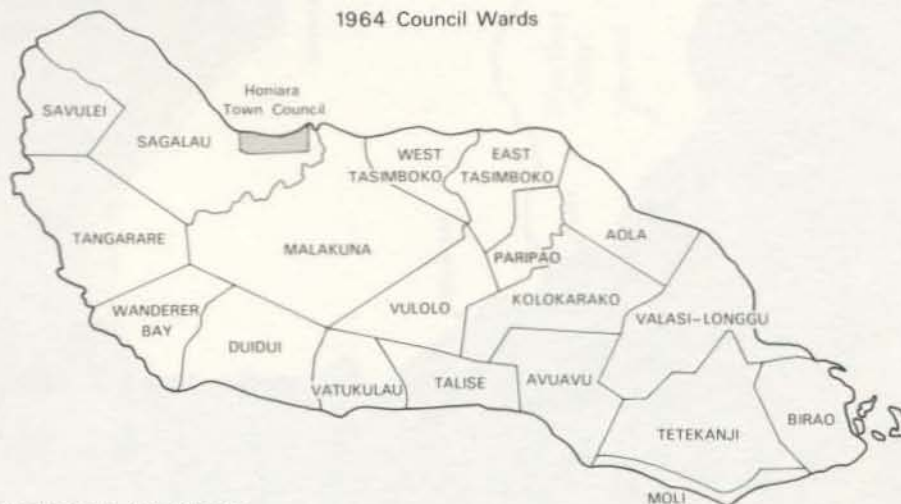 1964 Council Wards
Honiara
Town Council
SAVULEI
SAGALAU
WEST
TASIMBOKO
EAST
TASIMBOKO
TANGARARE
MALAKUNA
AOLA
PARIPAO
WANDERER
BAY
VULOLO
KOLOKARAKO
VALASI-LONGGU
DUIDUI
VATUKULAU
TALISE
AVUAVU
BIRAO
TETEKANJI
MOLI